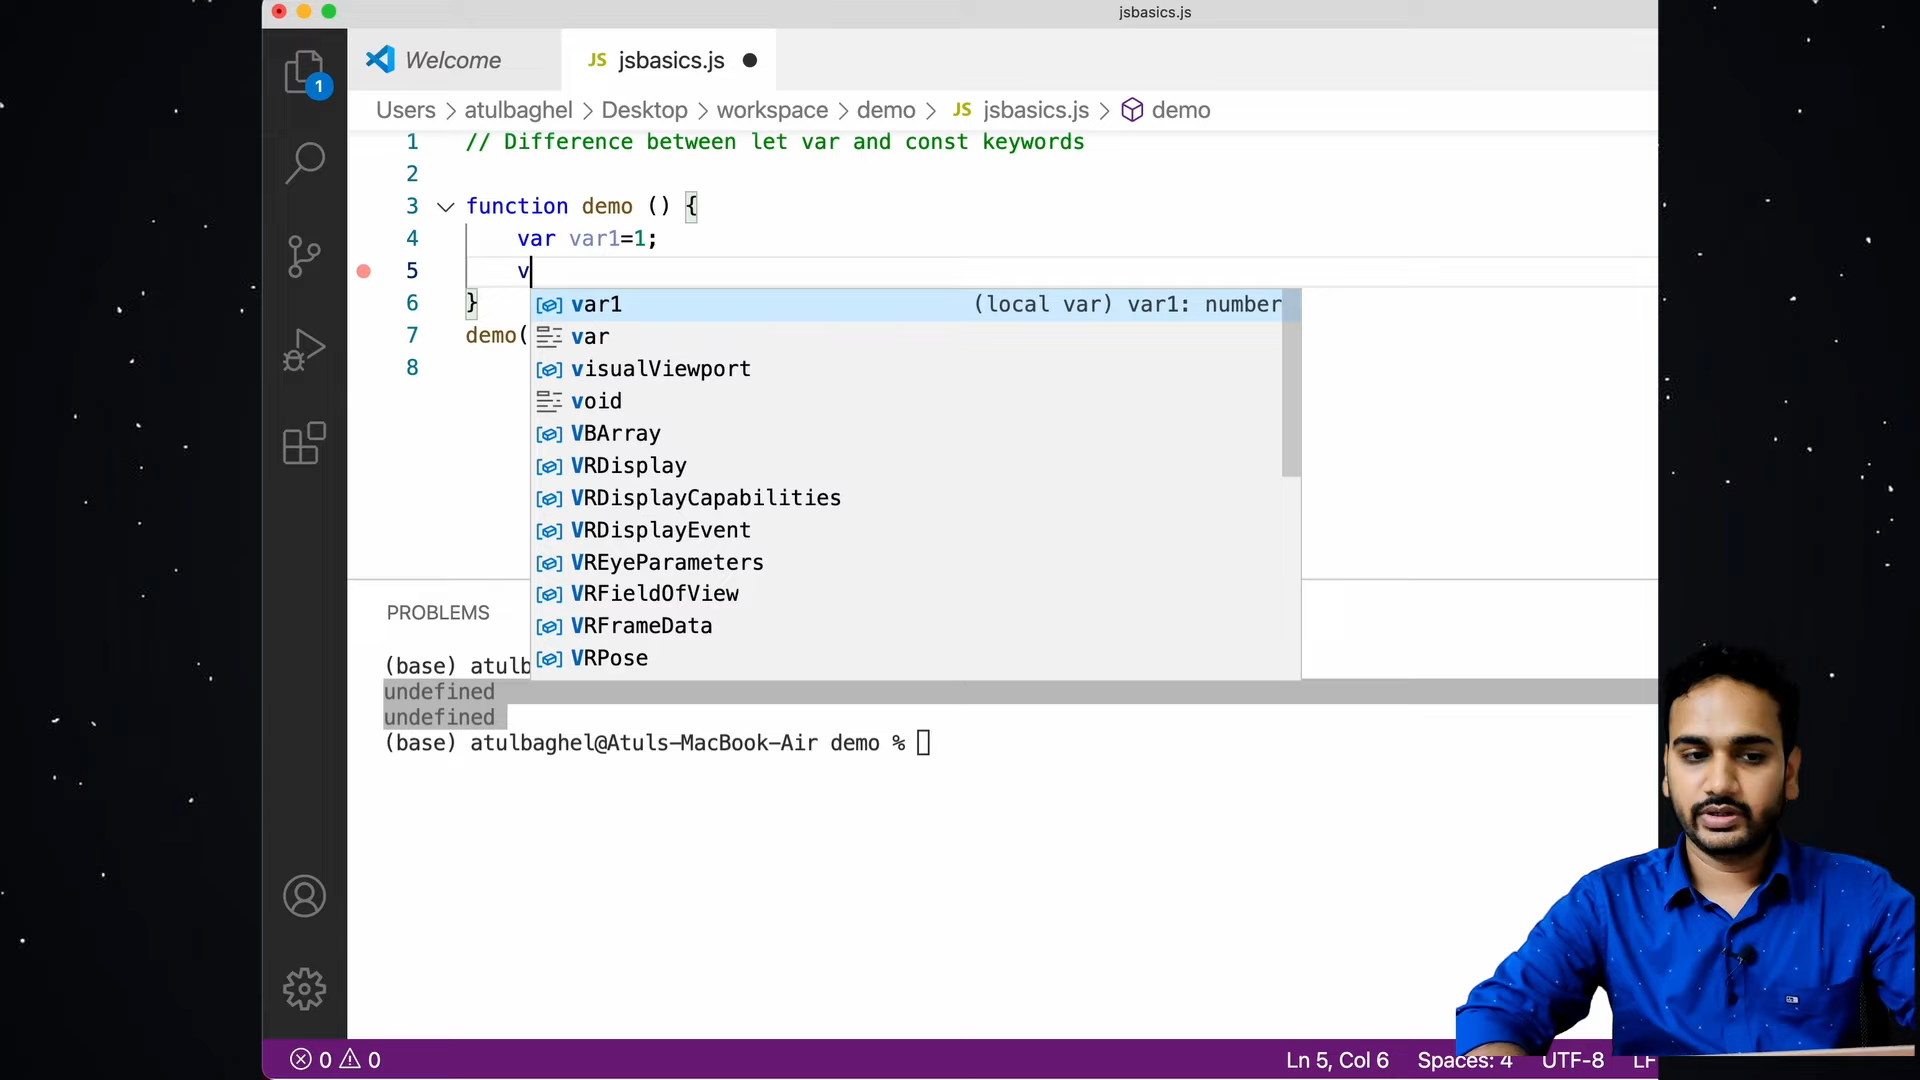 jsbasics.js
Welcome
JS jsbasics.js
Users > atulbaghel > Desktop > workspace > demo > JS jsbasics.js > demo
1
1 // Difference between let var and const keywords
2
3 function demo () {
4 var var1=1;
5 v
6 }
7 demo(
8
var1 (local var) var1: number
var
visualViewport
void
VBArray
VRDisplay
VRDisplayCapabilities
VRDisplayEvent
VREyeParameters
VRFieldOfView
VRFrameData
VRPose
PROBLEMS
(base) atulb
undefined
undefined
(base) atulbaghel@Atuls-MacBook-Air demo %
0 0 Ln 5, Col 6 Spaces: 4 UTF-8 LF